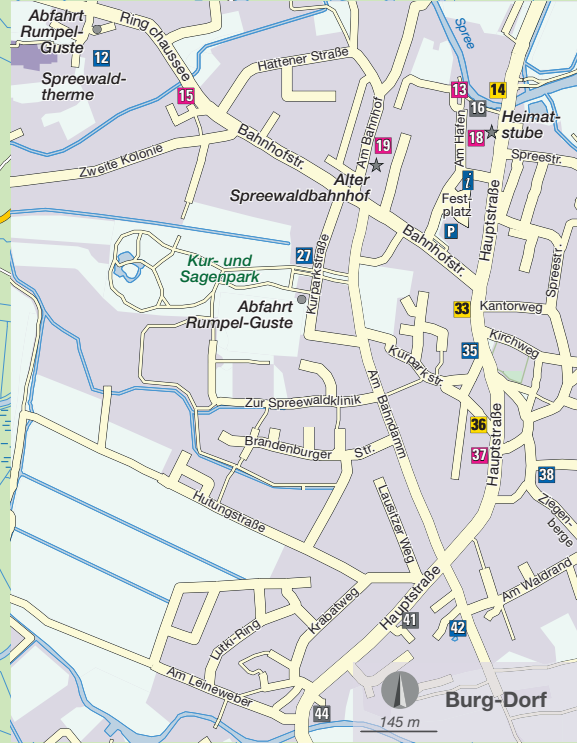 Abfahrt
Rumpel-
Guste
12
Spreewald-
therme
Ring chaussee
15
Hattener Straße
Spree
13
14
16
18
Heimat-
stube
Am Hafen
Am Bahnhof
19
Alter
Spreewaldbahnhof
Bahnhofstr.
Zweite Kolonie
Spreestr.
i
Fest-
platz
P
Hauptstraße
Bahnhofstr.
Spreestr.
27
Kur- und
Sagenpark
Kurparkstraße
Abfahrt
Rumpel-Guste
33
Kantorweg
Kirchweg
35
Kurparkstr.
Am Bahndamm
Zur Spreewaldklinik
Brandenburger
Str.
36
37
Hauptstraße
38
Ziegen-
berge
Hutungstraße
Lausitzer Weg
Am Waldrand
Hauptstraße
41
42
Krabatweg
Lutki-Ring
Am Leineweber
44
145 m
Burg-Dorf